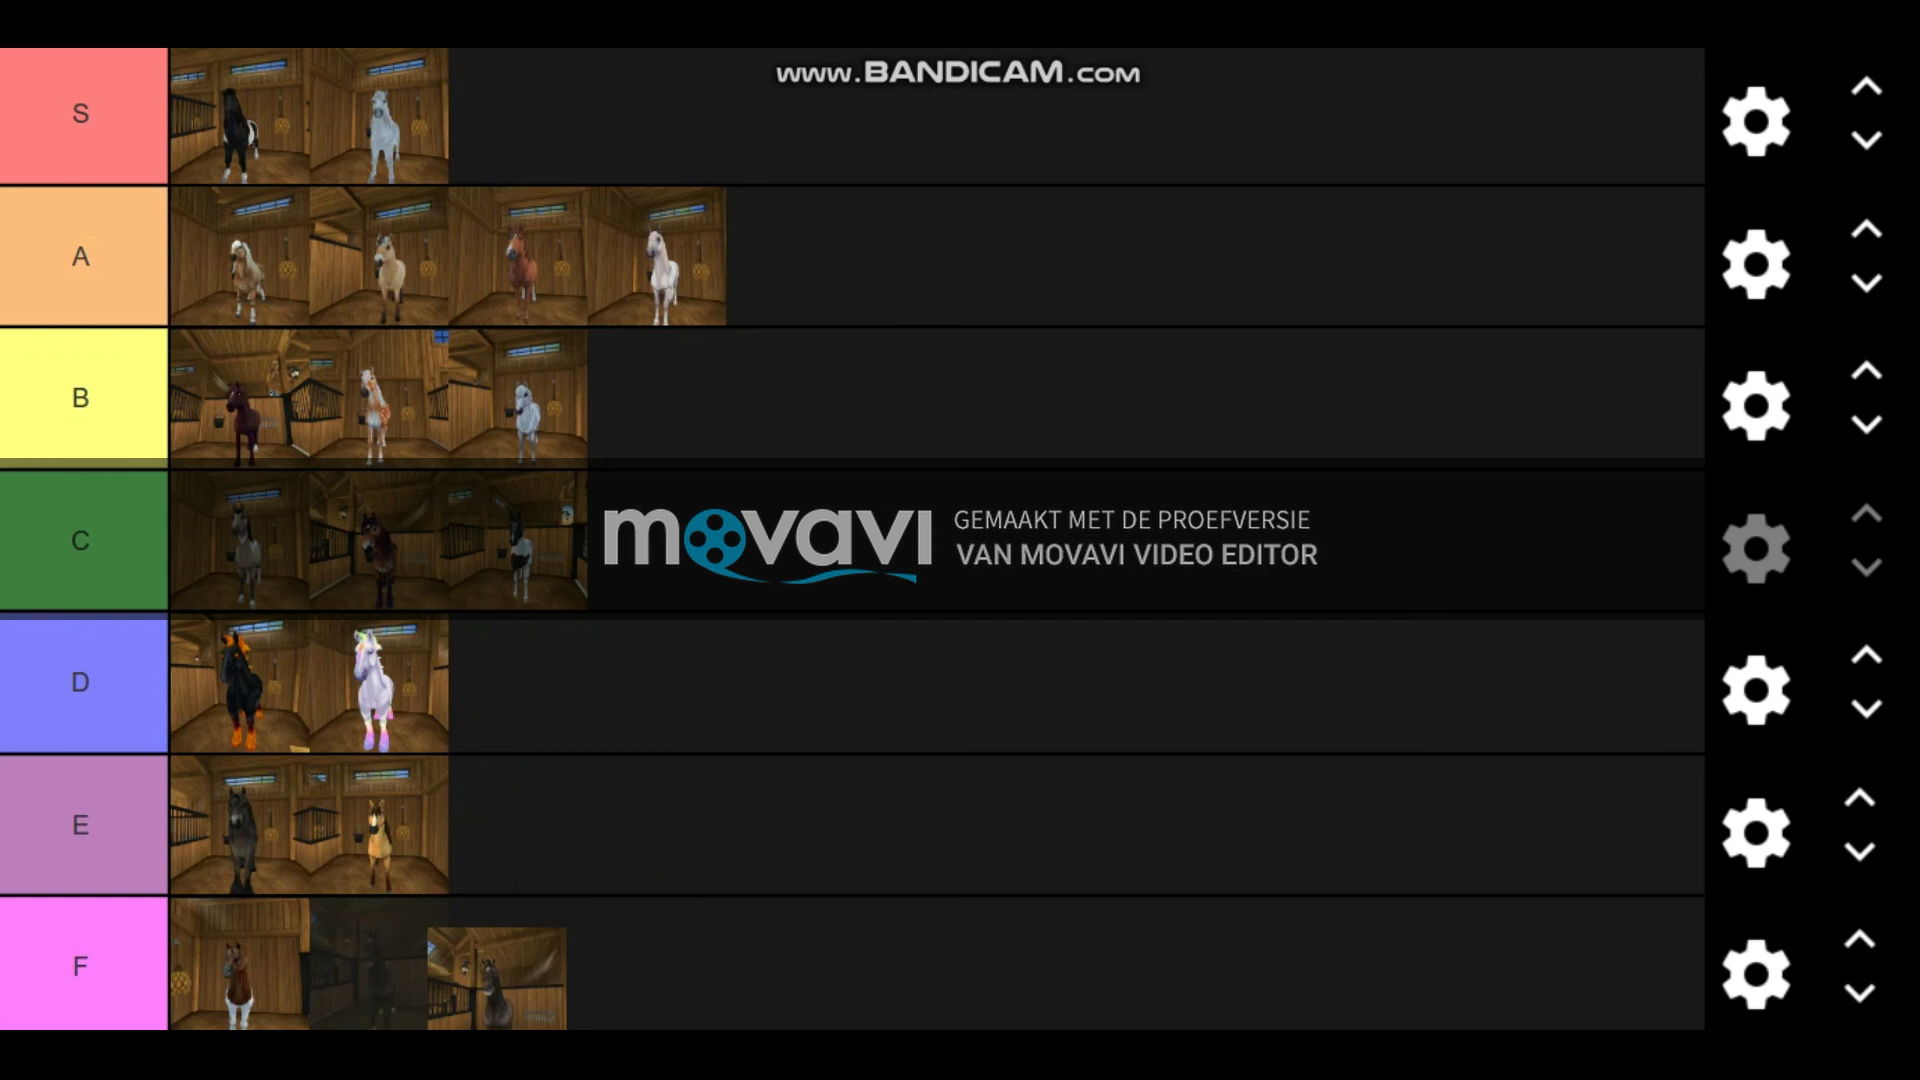 www.BANDICAM.com
S
A
B
C
movavi
GEMAAKT MET DE PROEFVERSIE
VAN MOVAVI VIDEO EDITOR
D
E
F